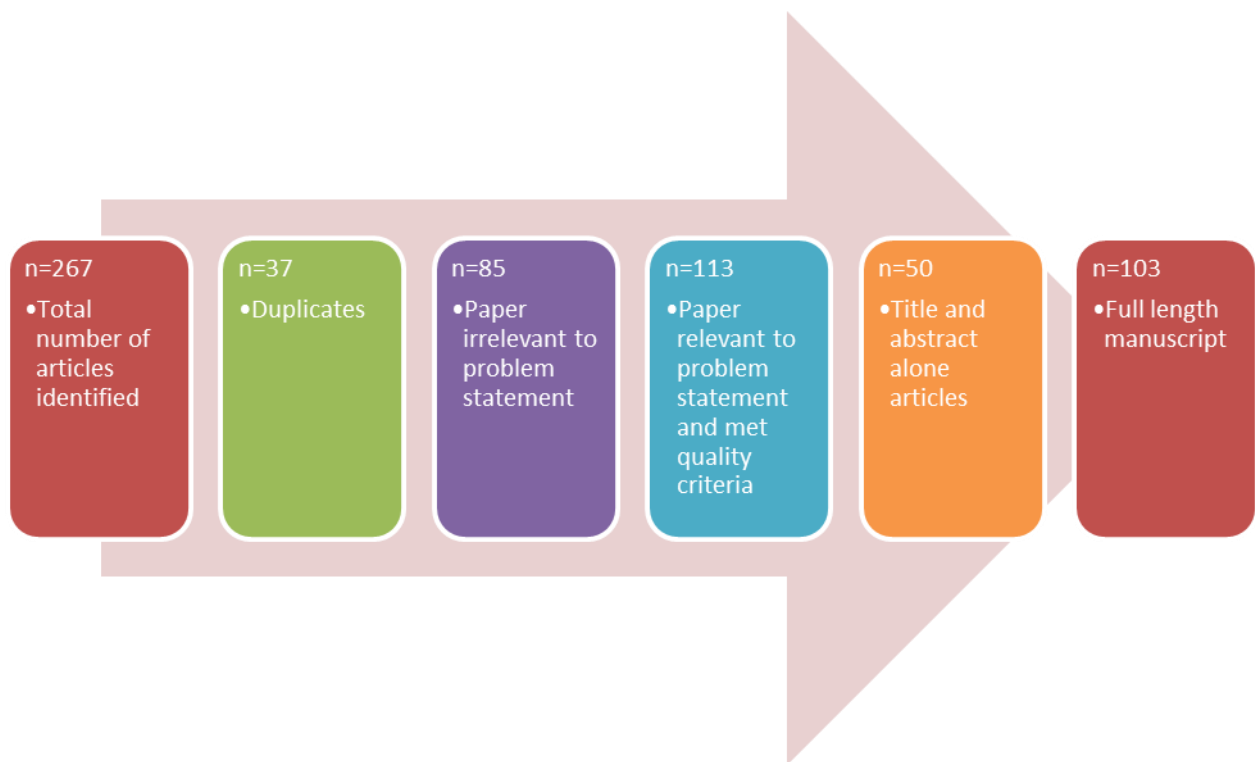 n=267
•Total
number of
articles
identified
n=37
•Duplicates
n=85
•Paper
irrelevant to
problem
statement
n=113
•Paper
relevant to
problem
statement
and met
quality
criteria
n=50
•Title and
abstract
alone
articles
n=103
•Full length
manuscript